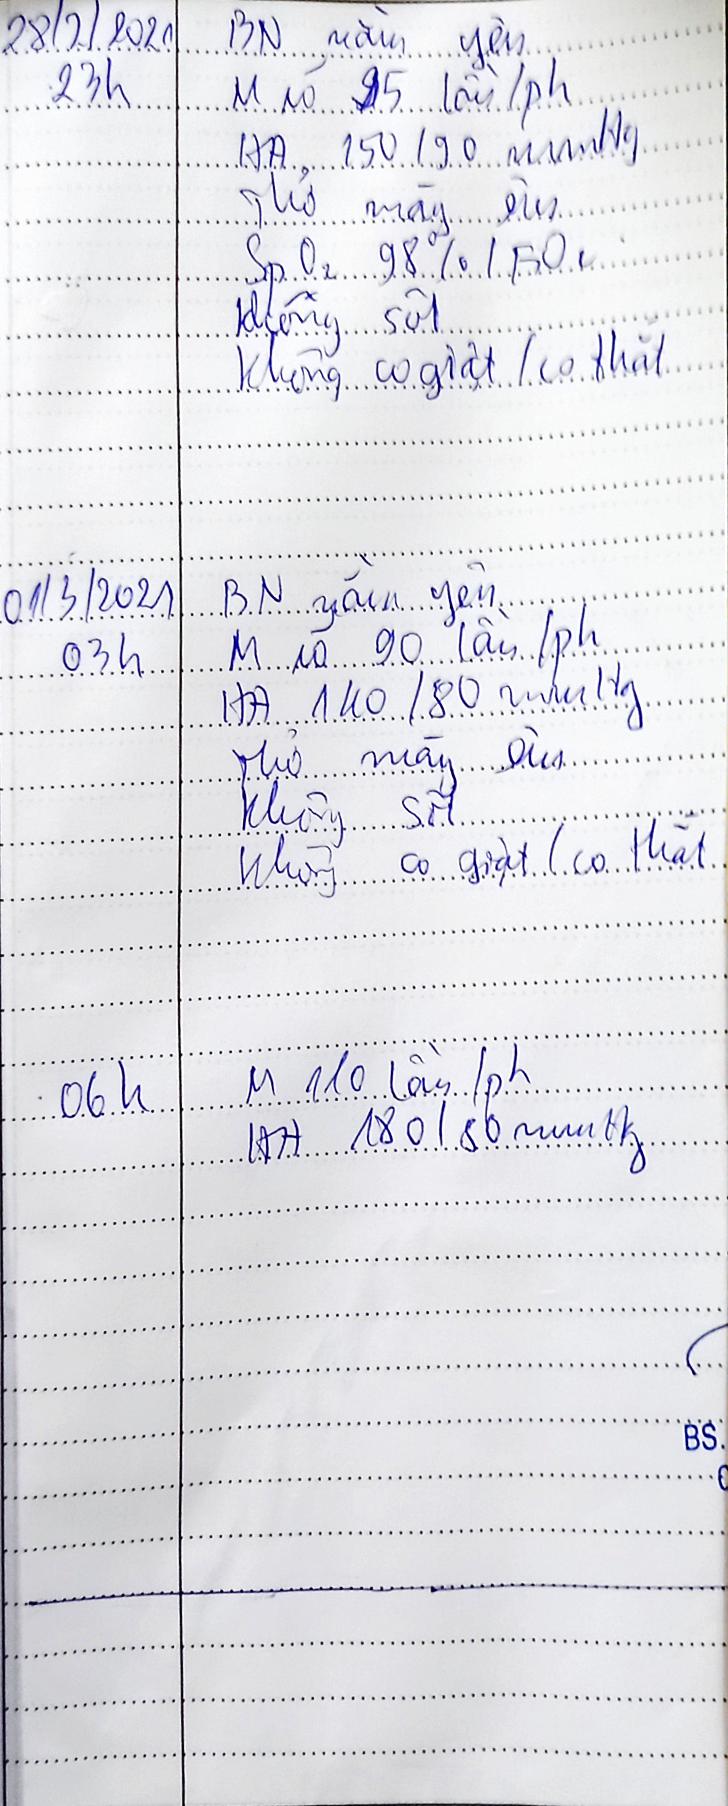 28/2/2021 BN nằm yên
23h M rõ 95 lần/ph
HA 150/90 mmHg
Thở máy êm
SpO2 98% / FiO2
Không sốt
Không co giật / co thắt
01/3/2021 BN nằm yên
03h M rõ 90 lần/ph
HA 140/80 mmHg
Thở máy êm
Không sốt
Không co giật / co thắt
06h M 110 lần/ph
HA 180/80 mmHg
BS.